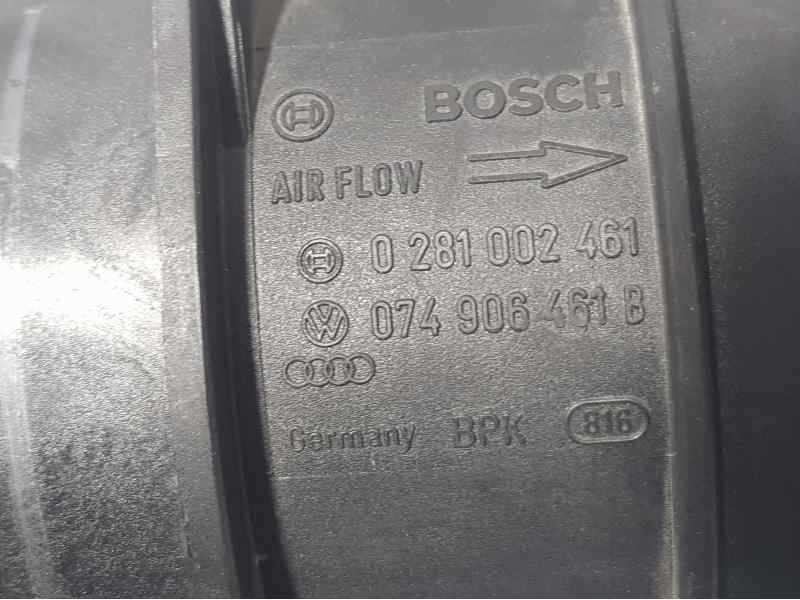 BOSCH
AIR FLOW
0 281 002 461
074 906 461 B
Germany BPK 816